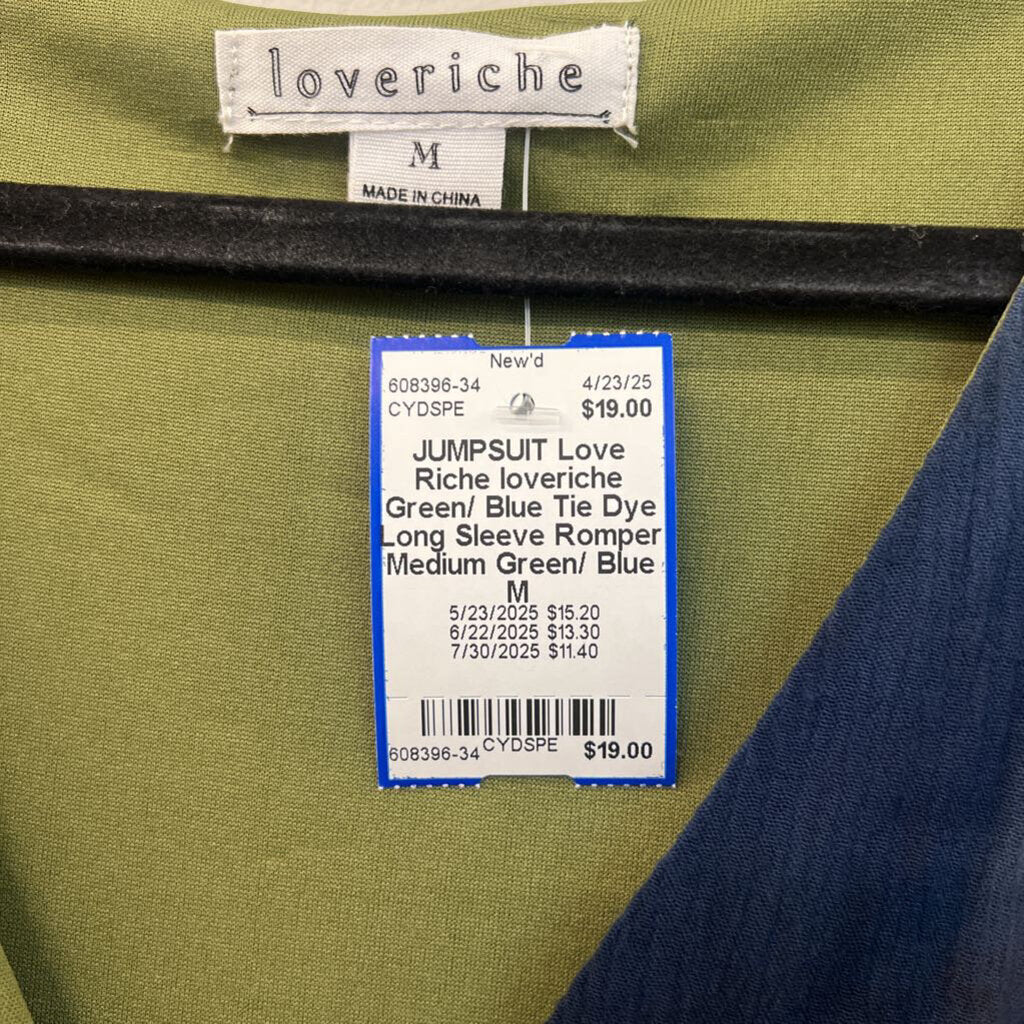 loveriche
M
MADE IN CHINA
New'd
608396-34 4/23/25
CYDSPE $19.00
JUMPSUIT Love
Riche loveriche
Green/ Blue Tie Dye
Long Sleeve Romper
Medium Green/ Blue
M
5/23/2025 $15.20
6/22/2025 $13.30
7/30/2025 $11.40
608396-34 CYDSPE $19.00